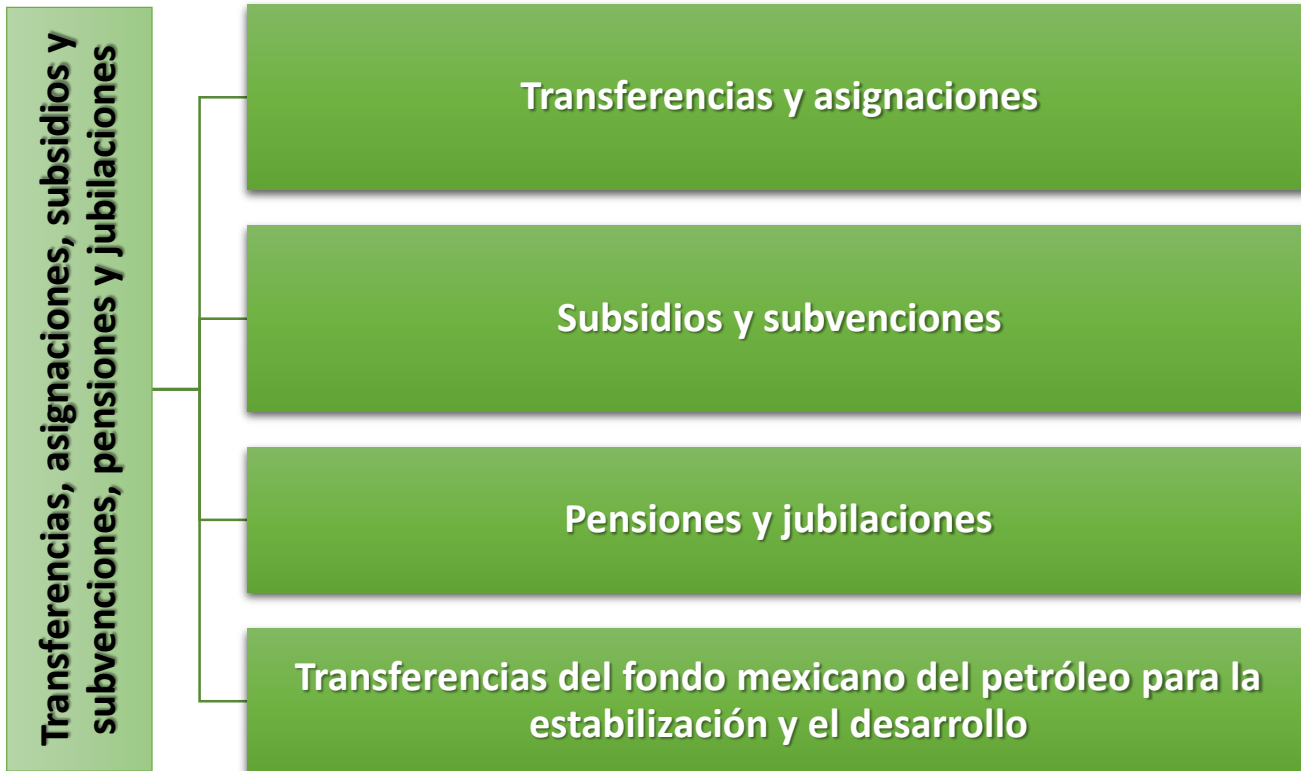 Transferencias, asignaciones, subsidios y
subvenciones, pensiones y jubilaciones
Transferencias y asignaciones
Subsidios y subvenciones
Pensiones y jubilaciones
Transferencias del fondo mexicano del petróleo para la
estabilización y el desarrollo